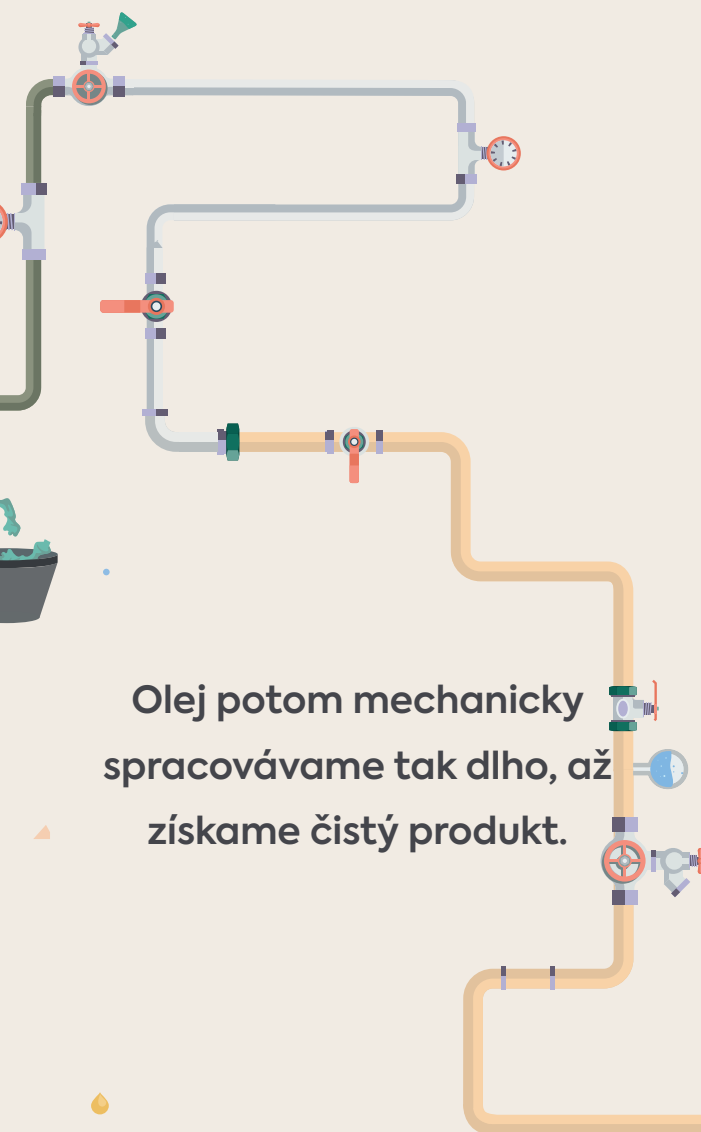 Olej potom mechanicky
spracovávame tak dlho, až
získame čistý produkt.